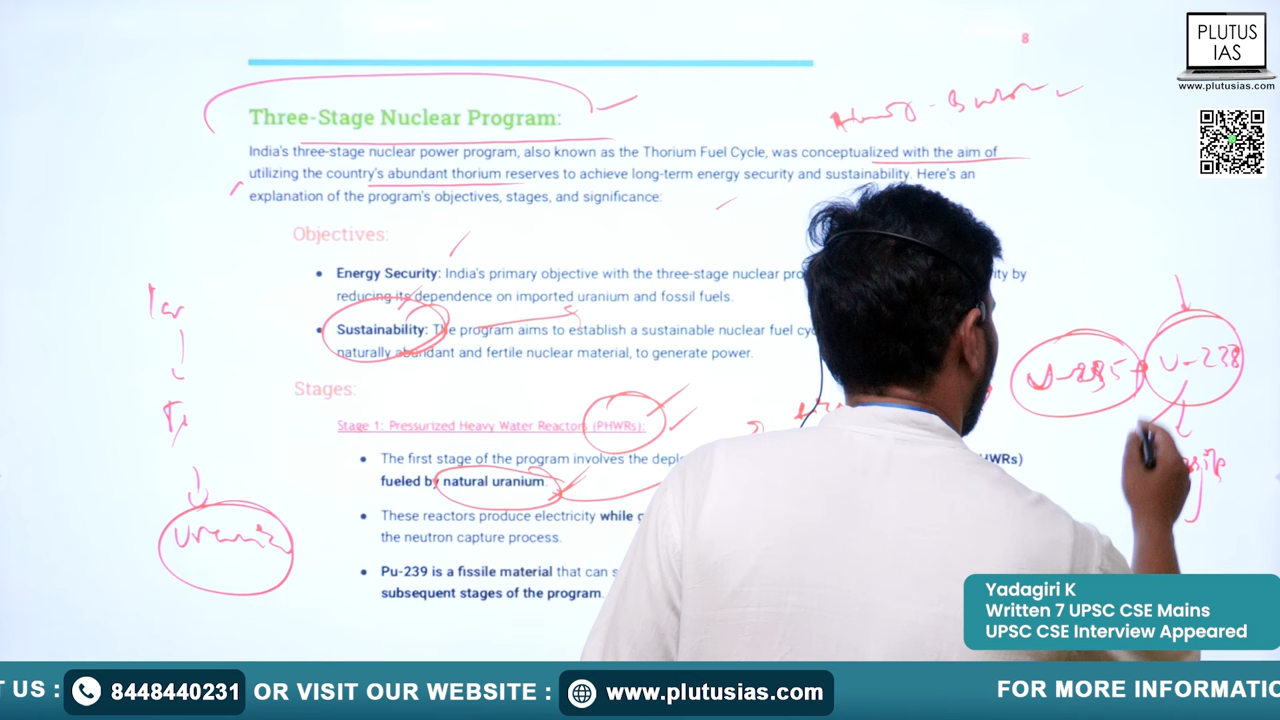 8
PLUTUS
IAS
www.plutusias.com
Three-Stage Nuclear Program:
India's three-stage nuclear power program, also known as the Thorium Fuel Cycle, was conceptualized with the aim of
utilizing the country's abundant thorium reserves to achieve long-term energy security and sustainability. Here's an
explanation of the program's objectives, stages, and significance:
Objectives:
• Energy Security: India's primary objective with the three-stage nuclear pro ity by
reducing its dependence on imported uranium and fossil fuels.
• Sustainability: The program aims to establish a sustainable nuclear fuel cyc
naturally abundant and fertile nuclear material, to generate power.
Stages:
U-235 U-238
Stage 1: Pressurized Heavy Water Reactors (PHWRs):
• The first stage of the program involves the depl HWRs)
fueled by natural uranium.
• These reactors produce electricity while g
the neutron capture process.
• Pu-239 is a fissile material that can s
subsequent stages of the program.
Yadagiri K
Written 7 UPSC CSE Mains
UPSC CSE Interview Appeared
T US : 8448440231 OR VISIT OUR WEBSITE : www.plutusias.com FOR MORE INFORMATIO